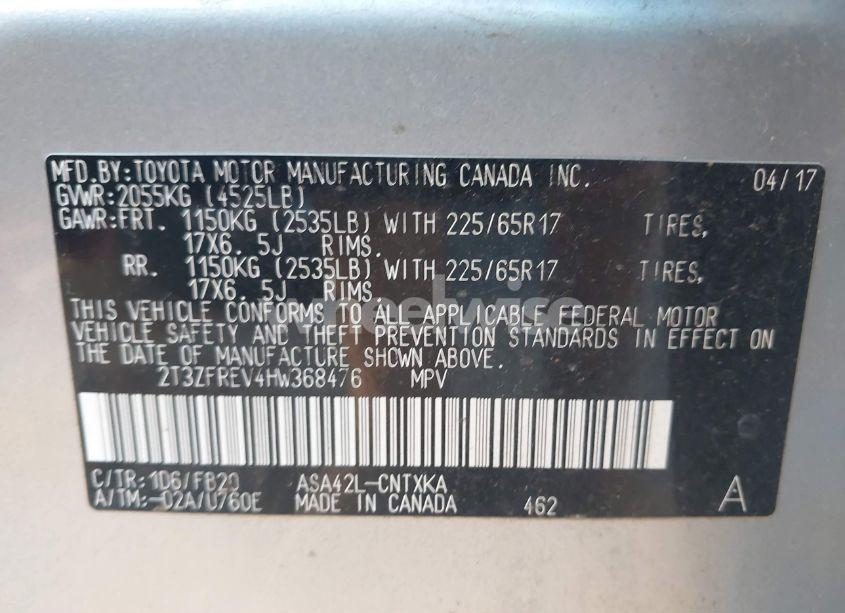 MFD.BY:TOYOTA MOTOR MANUFACTURING CANADA INC. 04/17
GVWR:2055KG (4525LB)
GAWR:FRT. 1150KG (2535LB) WITH 225/65R17 TIRES,
17X6. 5J RIMS.
RR. 1150KG (2535LB) WITH 225/65R17 TIRES,
17X6. 5J RIMS.
THIS VEHICLE CONFORMS TO ALL APPLICABLE FEDERAL MOTOR
VEHICLE SAFETY AND THEFT PREVENTION STANDARDS IN EFFECT ON
THE DATE OF MANUFACTURE SHOWN ABOVE.
2T3ZFREV4HW368476 MPV
C/TR:1D6/FB20 ASA42L-CNTXKA
A/TM:-02A/U760E MADE IN CANADA 462 A